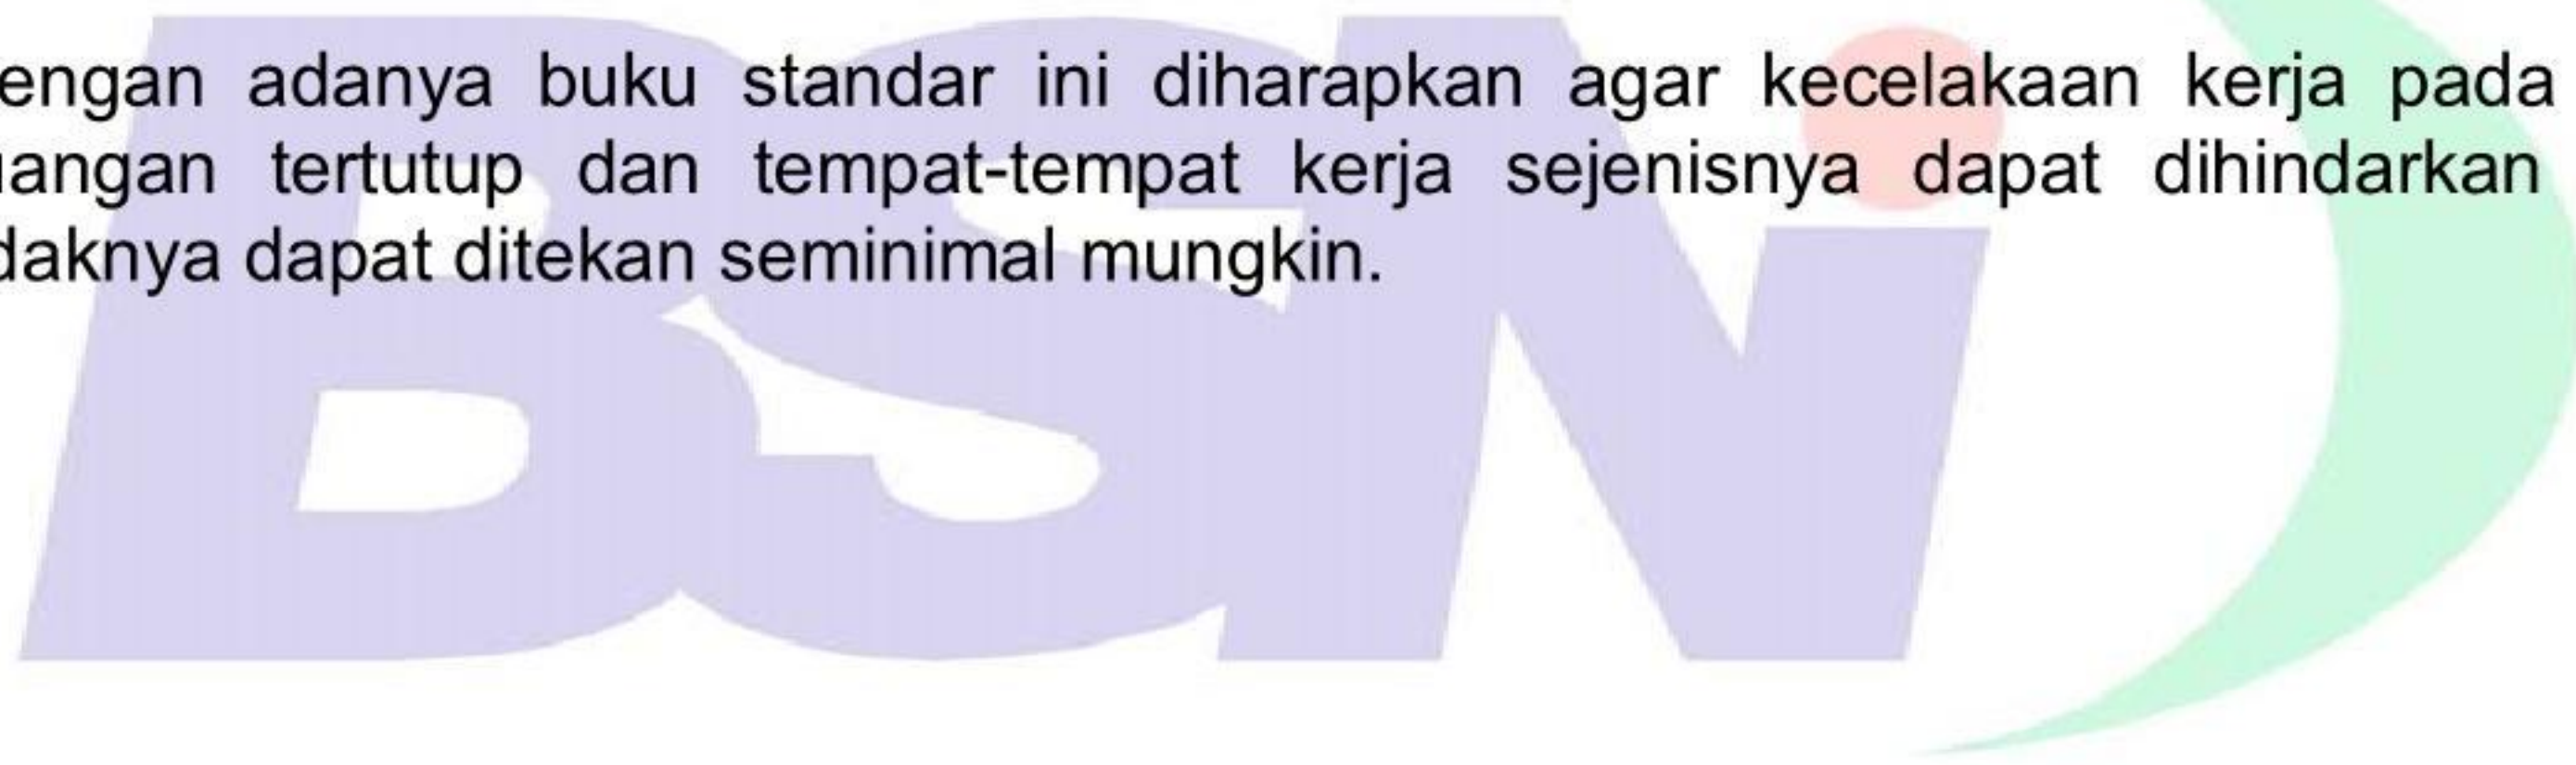 engan adanya buku standar ini diharapkan agar kecelakaan kerja pada
angan tertutup dan tempat-tempat kerja sejenisnya dapat dihindarkan
daknya dapat ditekan seminimal mungkin.
BSN